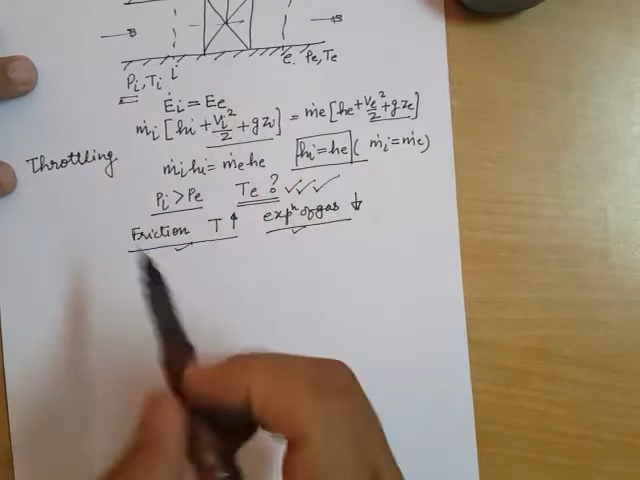 i
e. Pe, Te
Pi, Ti
Ėi = Ėe
ṁi [hi + Vi²/2 + gzi] = ṁe [he + Ve²/2 + gze]
Throttling
ṁi hi = ṁe he hi = he (ṁi = ṁe)
Pi > Pe Te ? ✓✓✓
Friction T ↑ expⁿ of gas ↓